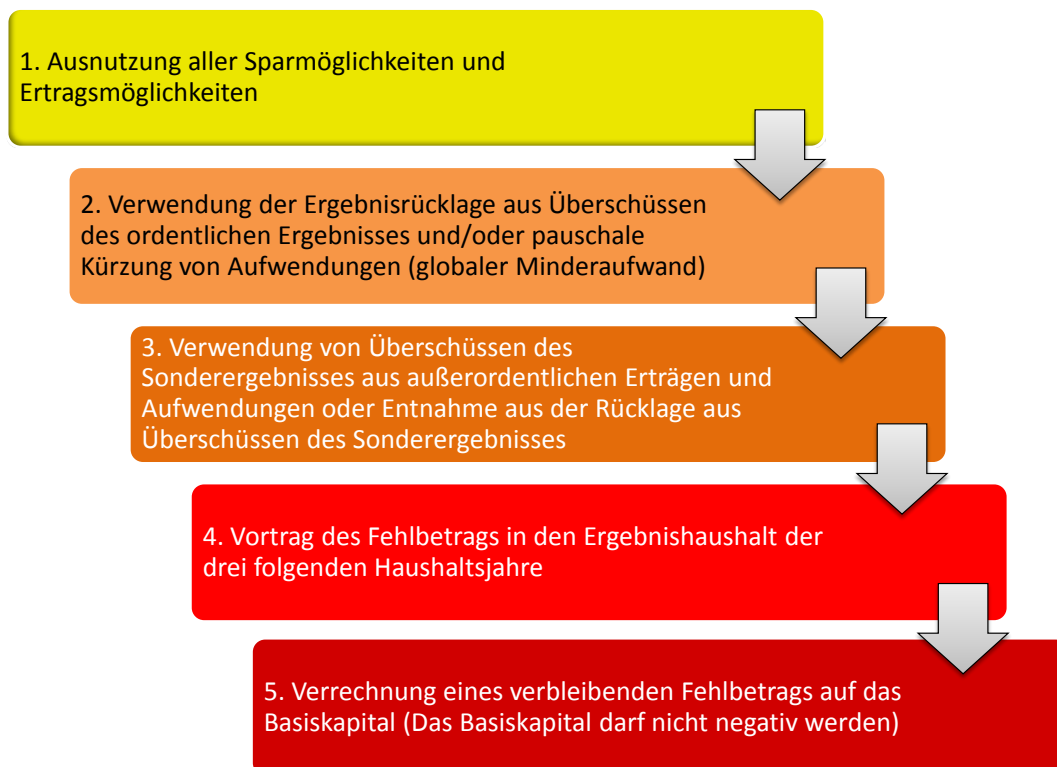 1. Ausnutzung aller Sparmöglichkeiten und
Ertragsmöglichkeiten
2. Verwendung der Ergebnisrücklage aus Überschüssen
des ordentlichen Ergebnisses und/oder pauschale
Kürzung von Aufwendungen (globaler Minderaufwand)
3. Verwendung von Überschüssen des
Sonderergebnisses aus außerordentlichen Erträgen und
Aufwendungen oder Entnahme aus der Rücklage aus
Überschüssen des Sonderergebnisses
4. Vortrag des Fehlbetrags in den Ergebnishaushalt der
drei folgenden Haushaltsjahre
5. Verrechnung eines verbleibenden Fehlbetrags auf das
Basiskapital (Das Basiskapital darf nicht negativ werden)